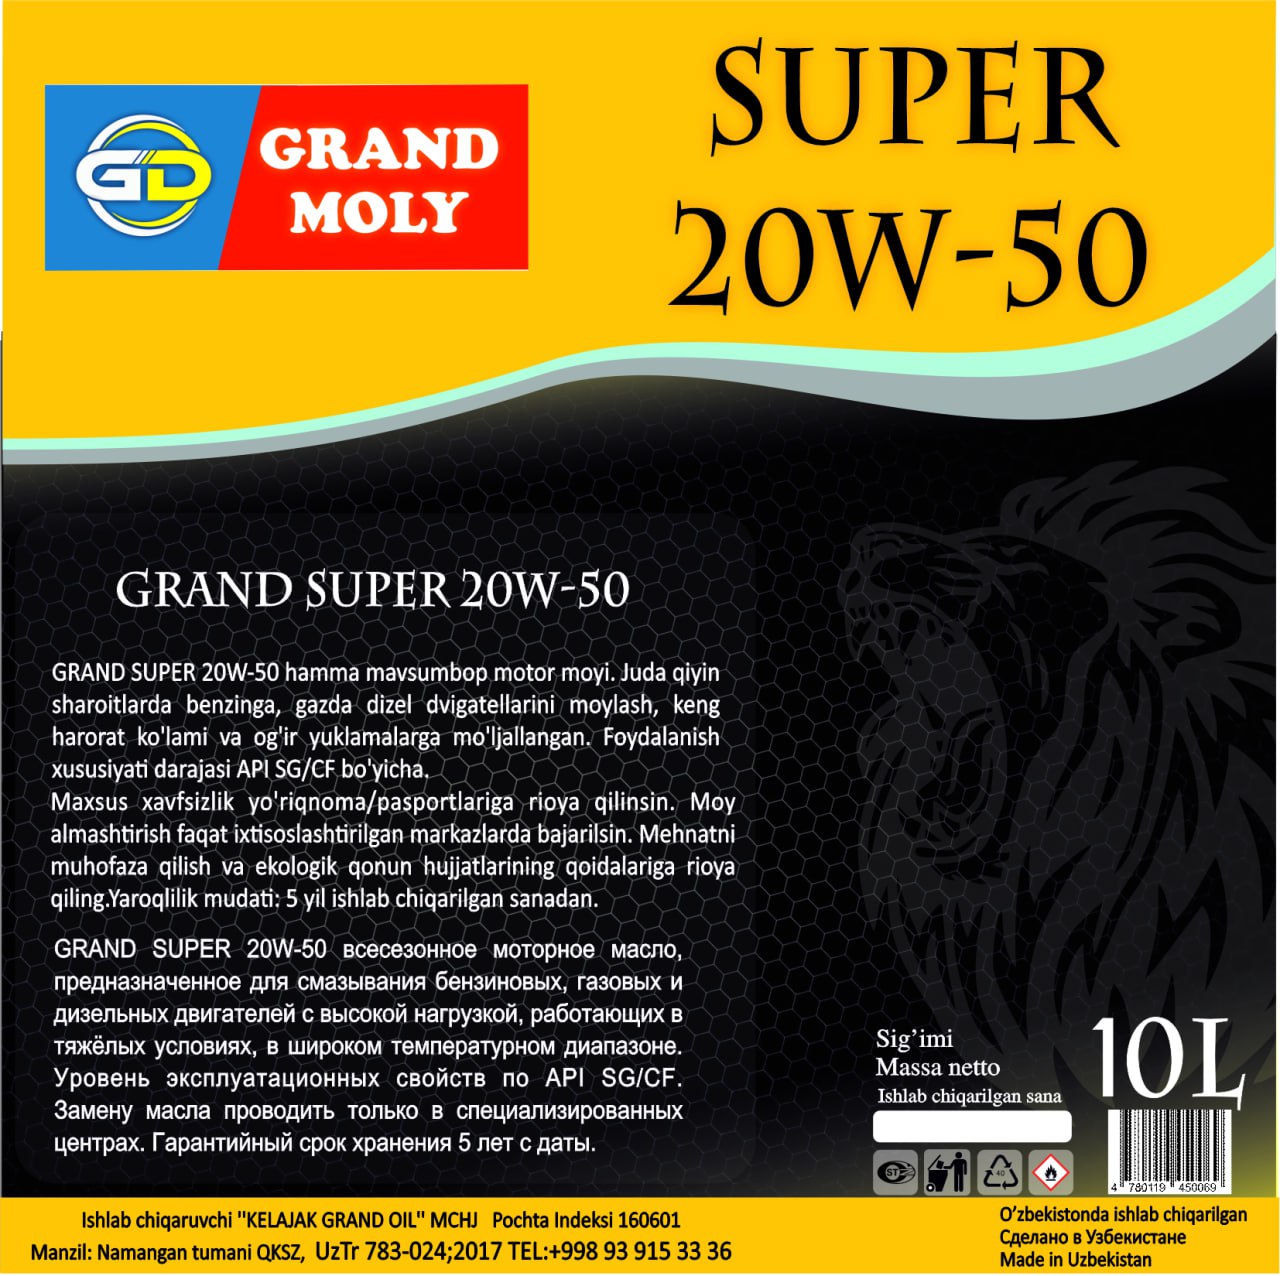 GD
GRAND
MOLY
SUPER
20W-50
GRAND SUPER 20W-50
GRAND SUPER 20W-50 hamma mavsumbop motor moyi. Juda qiyin
sharoitlarda benzinga, gazda dizel dvigatellarini moylash, keng
harorat ko'lami va og'ir yuklamalarga mo'ljallangan. Foydalanish
xususiyati darajasi API SG/CF bo'yicha.
Maxsus xavfsizlik yo'riqnoma/pasportlariga rioya qilinsin. Moy
almashtirish faqat ixtisoslashtirilgan markazlarda bajarilsin. Mehnatni
muhofaza qilish va ekologik qonun hujjatlarining qoidalariga rioya
qiling.Yaroqlilik mudati: 5 yil ishlab chiqarilgan sanadan.
GRAND SUPER 20W-50 всесезонное моторное масло,
предназначенное для смазывания бензиновых, газовых и
дизельных двигателей с высокой нагрузкой, работающих в
тяжёлых условиях, в широком температурном диапазоне.
Уровень эксплуатационных свойств по API SG/CF.
Замену масла проводить только в специализированных
центрах. Гарантийный срок хранения 5 лет с даты.
Sig’imi
Massa netto
Ishlab chiqarilgan sana
10L
ST
40
4 780119 450069
Ishlab chiqaruvchi "KELAJAK GRAND OIL" MCHJ Pochta Indeksi 160601
Manzil: Namangan tumani QKSZ, UzTr 783-024;2017 TEL:+998 93 915 33 36
O’zbekistonda ishlab chiqarilgan
Сделано в Узбекистане
Made in Uzbekistan